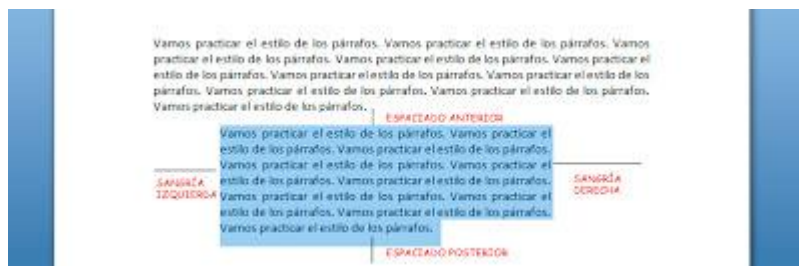 Vamos practicar el estilo de los párrafos. Vamos practicar el estilo de los párrafos. Vamos
practicar el estilo de los párrafos. Vamos practicar el estilo de los párrafos. Vamos practicar el
estilo de los párrafos. Vamos practicar el estilo de los párrafos. Vamos practicar el estilo de los
párrafos. Vamos practicar el estilo de los párrafos. Vamos practicar el estilo de los párrafos.
Vamos practicar el estilo de los párrafos.
ESPACIADO ANTERIOR
Vamos practicar el estilo de los párrafos. Vamos practicar el
estilo de los párrafos. Vamos practicar el estilo de los párrafos.
Vamos practicar el estilo de los párrafos. Vamos practicar el
estilo de los párrafos. Vamos practicar el estilo de los párrafos.
Vamos practicar el estilo de los párrafos. Vamos practicar el
estilo de los párrafos. Vamos practicar el estilo de los párrafos.
Vamos practicar el estilo de los párrafos.
SANGRÍA
IZQUIERDA
SANGRÍA
DERECHA
ESPACIADO POSTERIOR